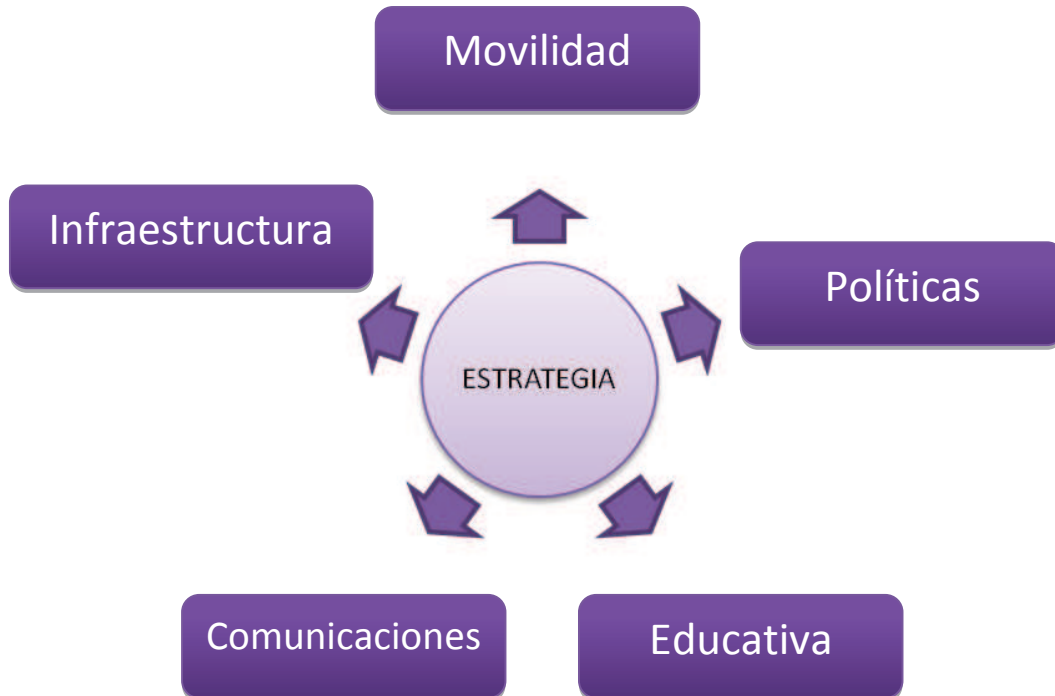 Movilidad
Infraestructura
Políticas
ESTRATEGIA
Comunicaciones
Educativa